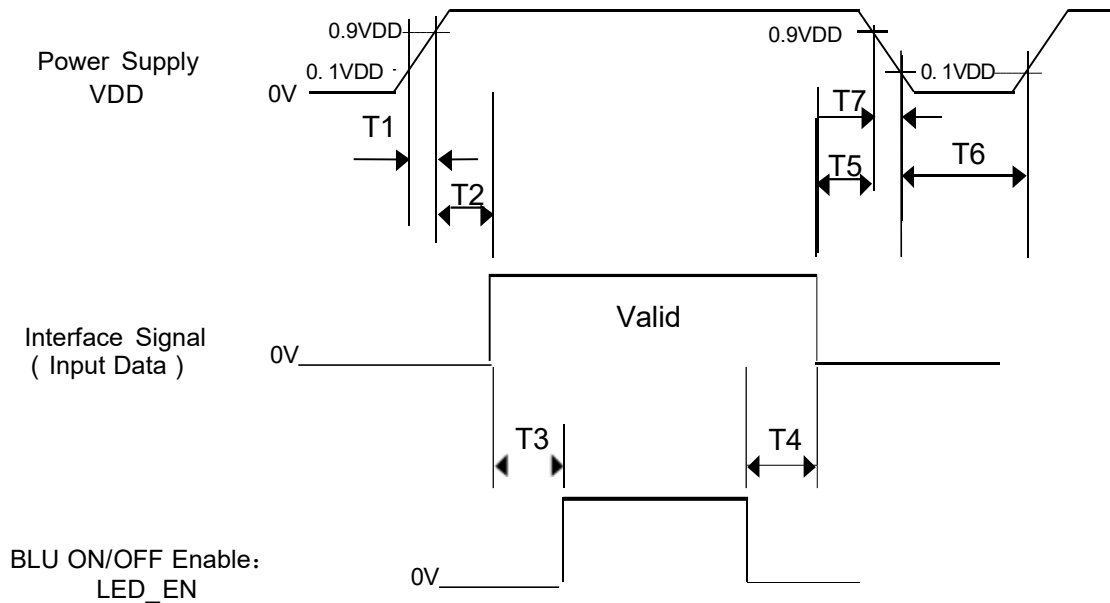 0.9VDD
0.9VDD
Power Supply
VDD
0. 1VDD
0. 1VDD
0V
T7
T1
T6
T5
T2
Valid
Interface Signal
( Input Data )
0V
T3
T4
BLU ON/OFF Enable:
LED_EN
0V